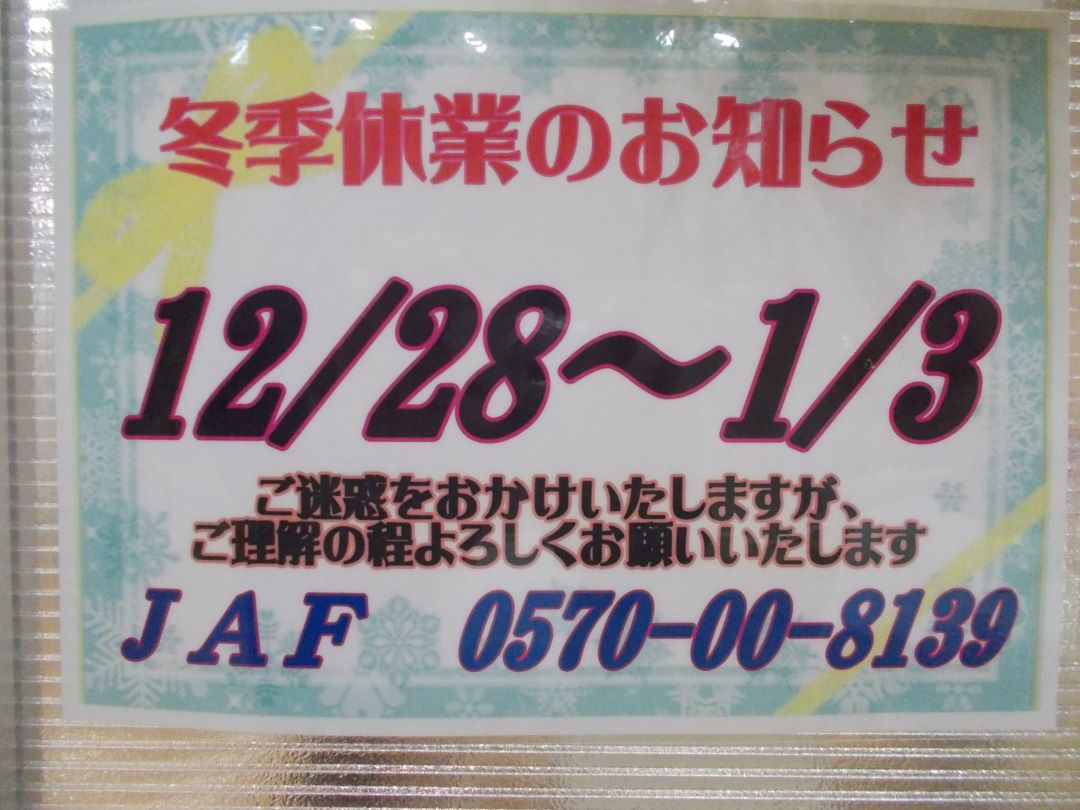 冬季休業のお知らせ
12/28～1/3
ご迷惑をおかけいたしますが、
ご理解の程よろしくお願いいたします
ＪＡＦ　0570-00-8139